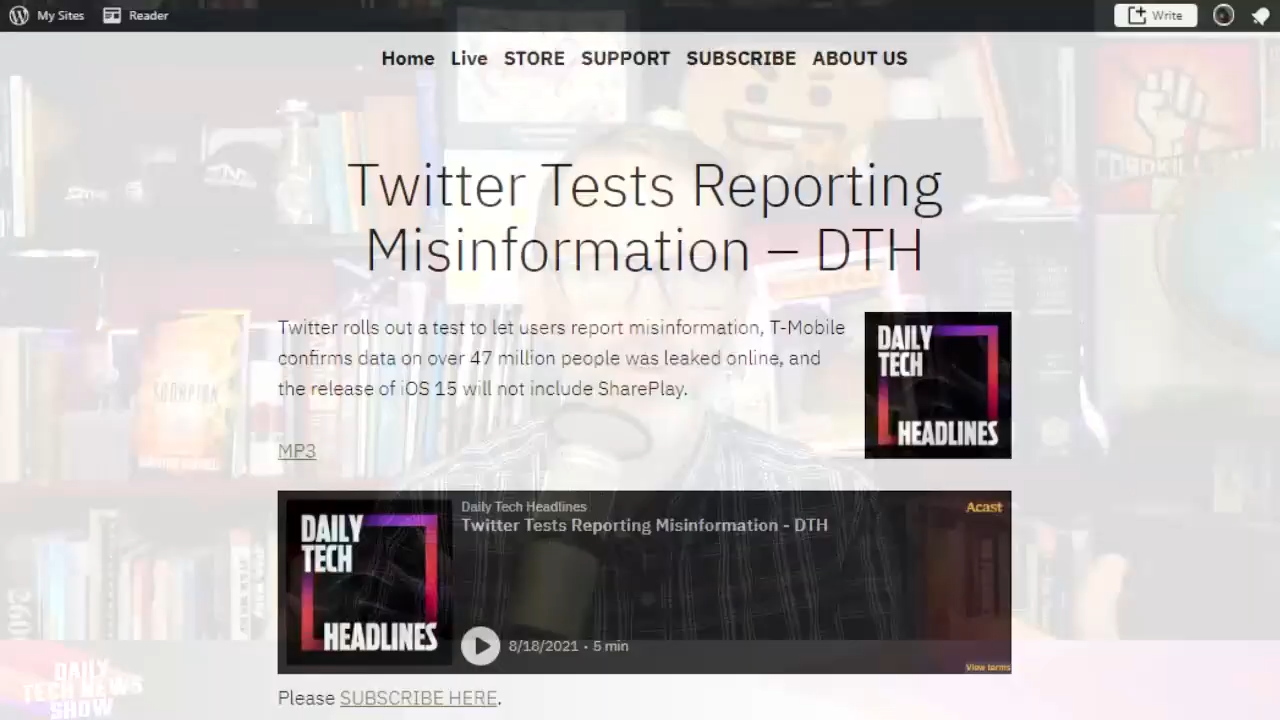 My Sites Reader Write
Home Live STORE SUPPORT SUBSCRIBE ABOUT US
Twitter Tests Reporting
Misinformation – DTH
Twitter rolls out a test to let users report misinformation, T-Mobile
confirms data on over 47 million people was leaked online, and
the release of iOS 15 will not include SharePlay.
DAILY
TECH
HEADLINES
MP3
Daily Tech Headlines
Acast
Twitter Tests Reporting Misinformation - DTH
DAILY
TECH
HEADLINES
8/18/2021 • 5 min
View terms
Please SUBSCRIBE HERE.
DAILY
TECH NEWS
SHOW
SCORPION